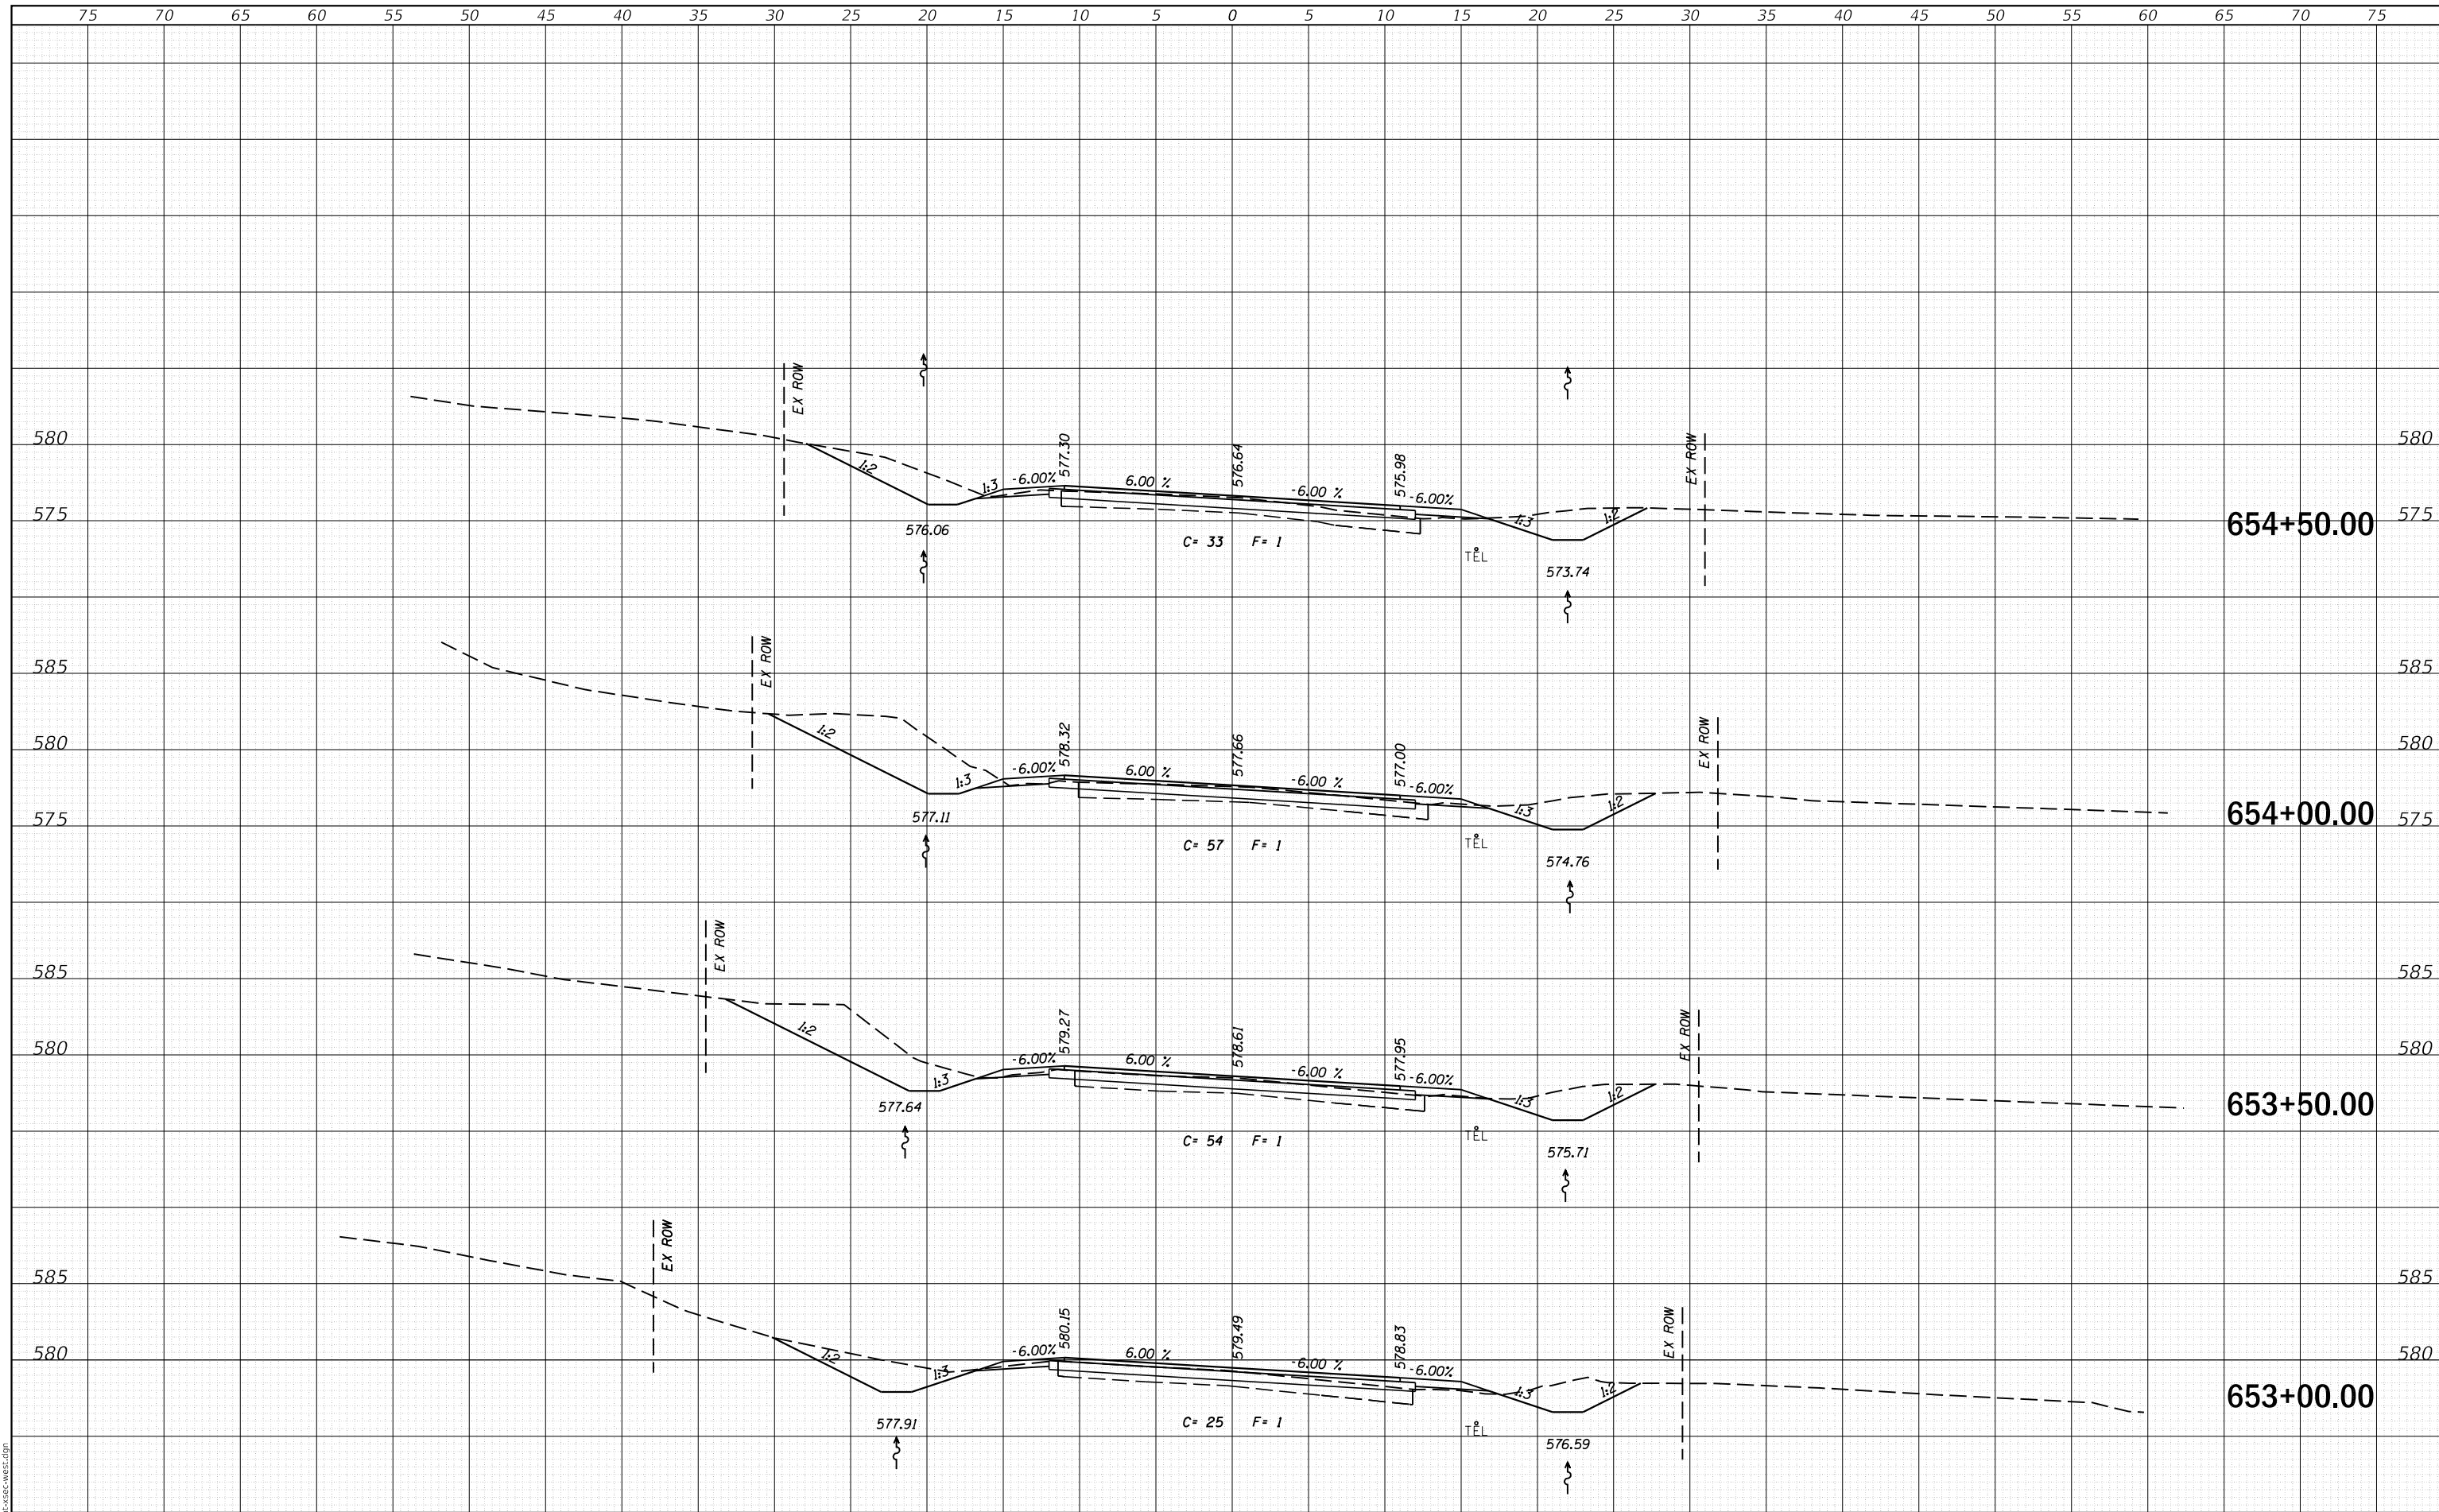 75 70 65 60 55 50 45 40 35 30 25 20 15 10 5 0 5 10 15 20 25 30 35 40 45 50 55 60 65 70 75
EX ROW
580 1:2 1:3 -6.00% 577.30 6.00 % 576.64 -6.00 % 575.98 -6.00% 1:3 1:2 EX ROW 580
575 576.06 C= 33 F= 1 TEL 573.74 654+50.00 575
585 EX ROW 585
580 1:2 1:3 -6.00% 578.32 6.00 % 577.66 -6.00 % 577.00 -6.00% 1:3 1:2 EX ROW 580
575 577.11 C= 57 F= 1 TEL 574.76 654+00.00 575
585 EX ROW 585
580 1:2 1:3 -6.00% 579.27 6.00 % 578.61 -6.00 % 577.95 -6.00% 1:3 1:2 EX ROW 580
577.64 C= 54 F= 1 TEL 575.71 653+50.00
585 EX ROW 585
580 1:2 1:3 -6.00% 580.15 6.00 % 579.49 -6.00 % 578.83 -6.00% 1:3 1:2 EX ROW 580
577.91 C= 25 F= 1 TEL 576.59 653+00.00
t-xsec-west.dgn